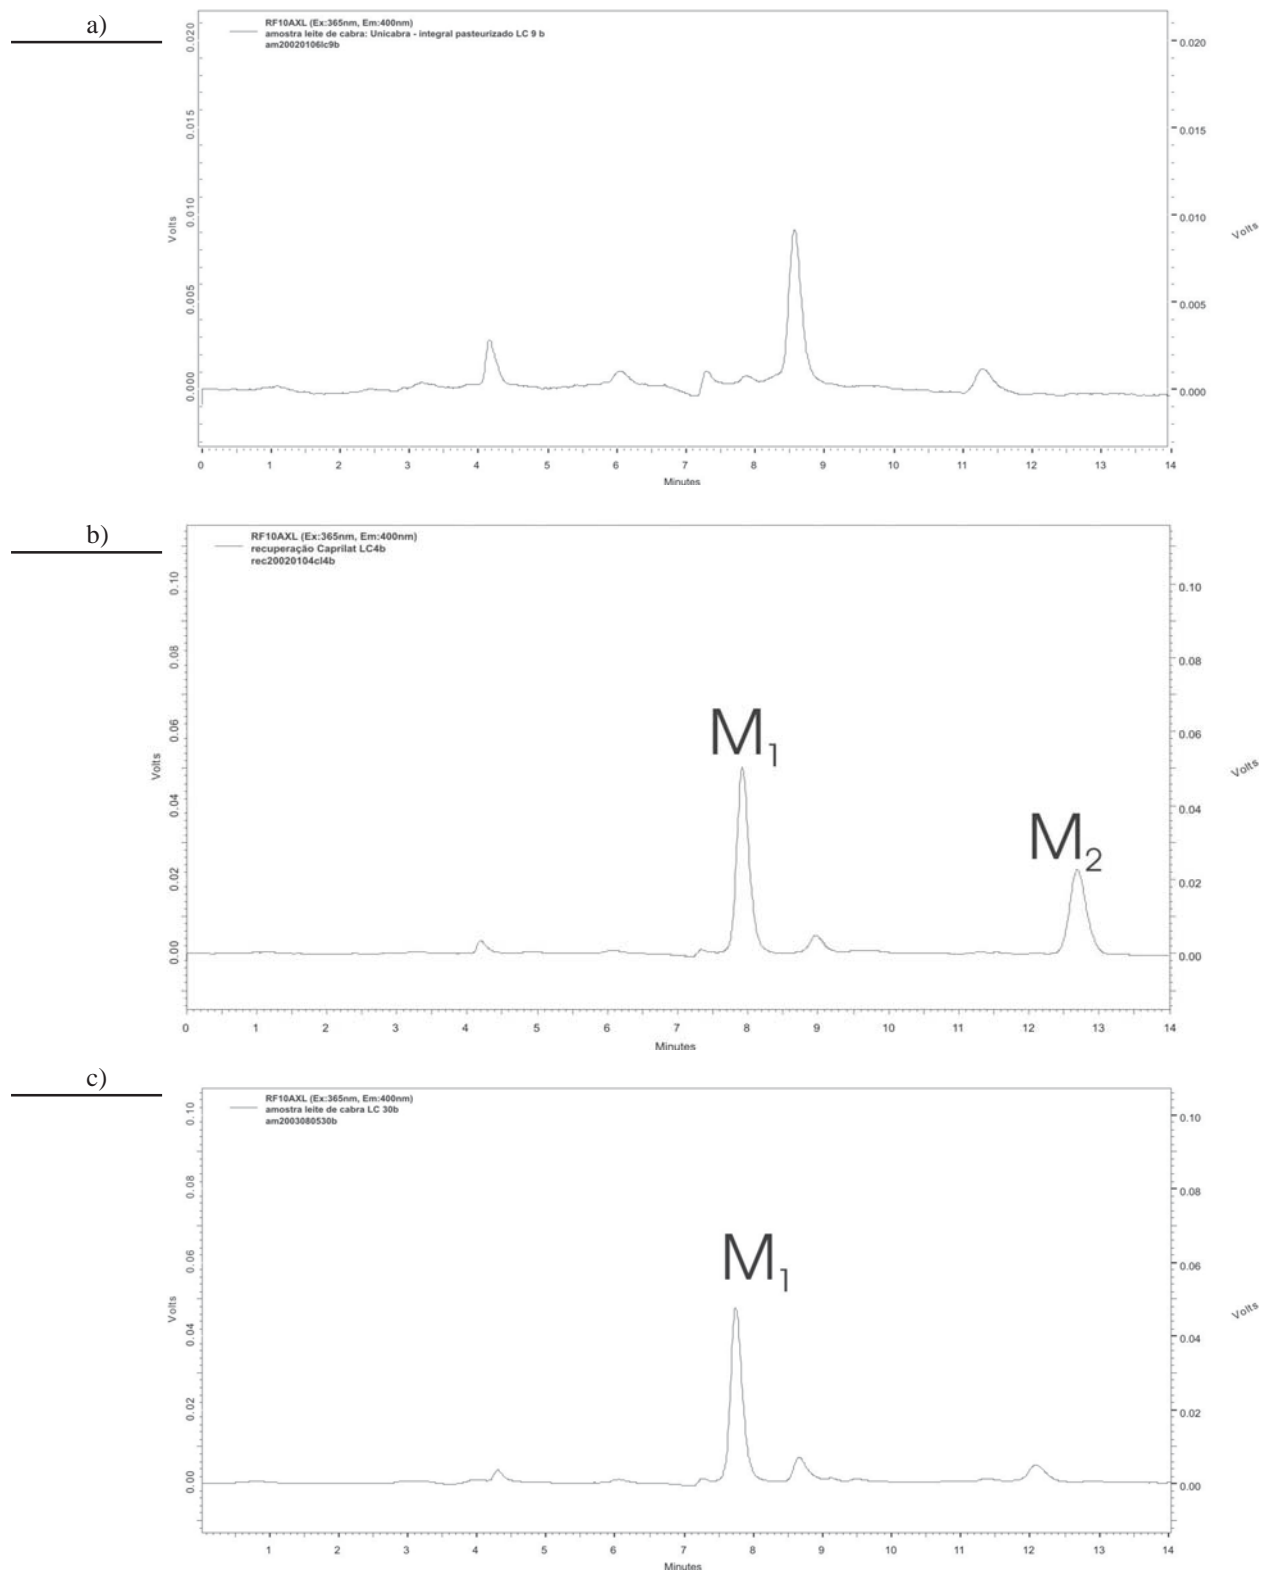 a)
RF10AXL (Ex:365nm, Em:400nm)
amostra leite de cabra: Unicabra - integral pasteurizado LC 9 b
am20020106lc9b
0.020
0.015
0.010
0.005
0.000
Volts
0.020
0.015
0.010
0.005
0.000
Volts
0 1 2 3 4 5 6 7 8 9 10 11 12 13 14
Minutes
b)
RF10AXL (Ex:365nm, Em:400nm)
recuperação Caprilat LC4b
rec20020104cl4b
0.10
0.08
0.06
0.04
0.02
0.00
Volts
M1
M2
0.10
0.08
0.06
0.04
0.02
0.00
Volts
0 1 2 3 4 5 6 7 8 9 10 11 12 13 14
Minutes
c)
RF10AXL (Ex:365nm, Em:400nm)
amostra leite de cabra LC 30b
am2003080530b
0.10
0.08
0.06
0.04
0.02
0.00
Volts
M1
0.10
0.08
0.06
0.04
0.02
0.00
Volts
1 2 3 4 5 6 7 8 9 10 11 12 13 14
Minutes